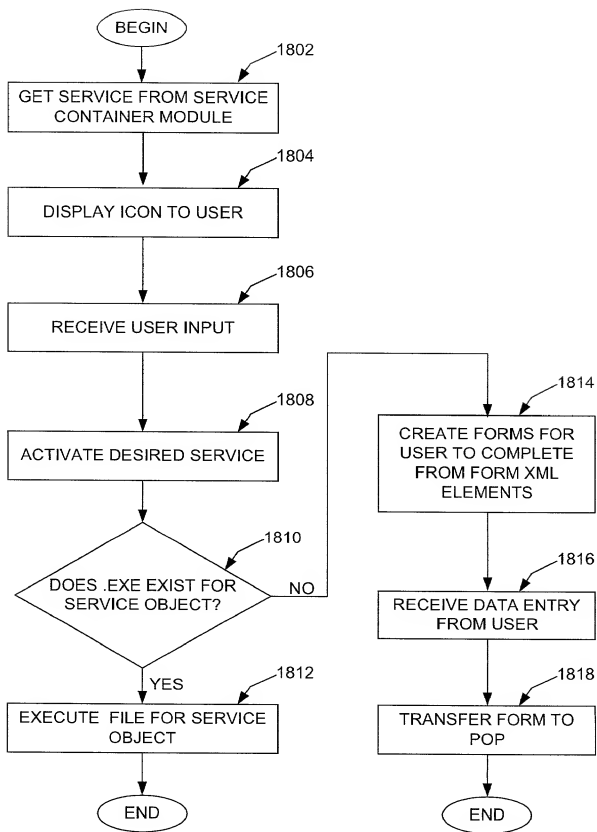 BEGIN
1802
GET SERVICE FROM SERVICE
CONTAINER MODULE
1804
DISPLAY ICON TO USER
1806
RECEIVE USER INPUT
1808
ACTIVATE DESIRED SERVICE
1810
DOES .EXE EXIST FOR
SERVICE OBJECT?
NO
YES
1812
EXECUTE FILE FOR SERVICE
OBJECT
END
1814
CREATE FORMS FOR
USER TO COMPLETE
FROM FORM XML
ELEMENTS
1816
RECEIVE DATA ENTRY
FROM USER
1818
TRANSFER FORM TO
POP
END